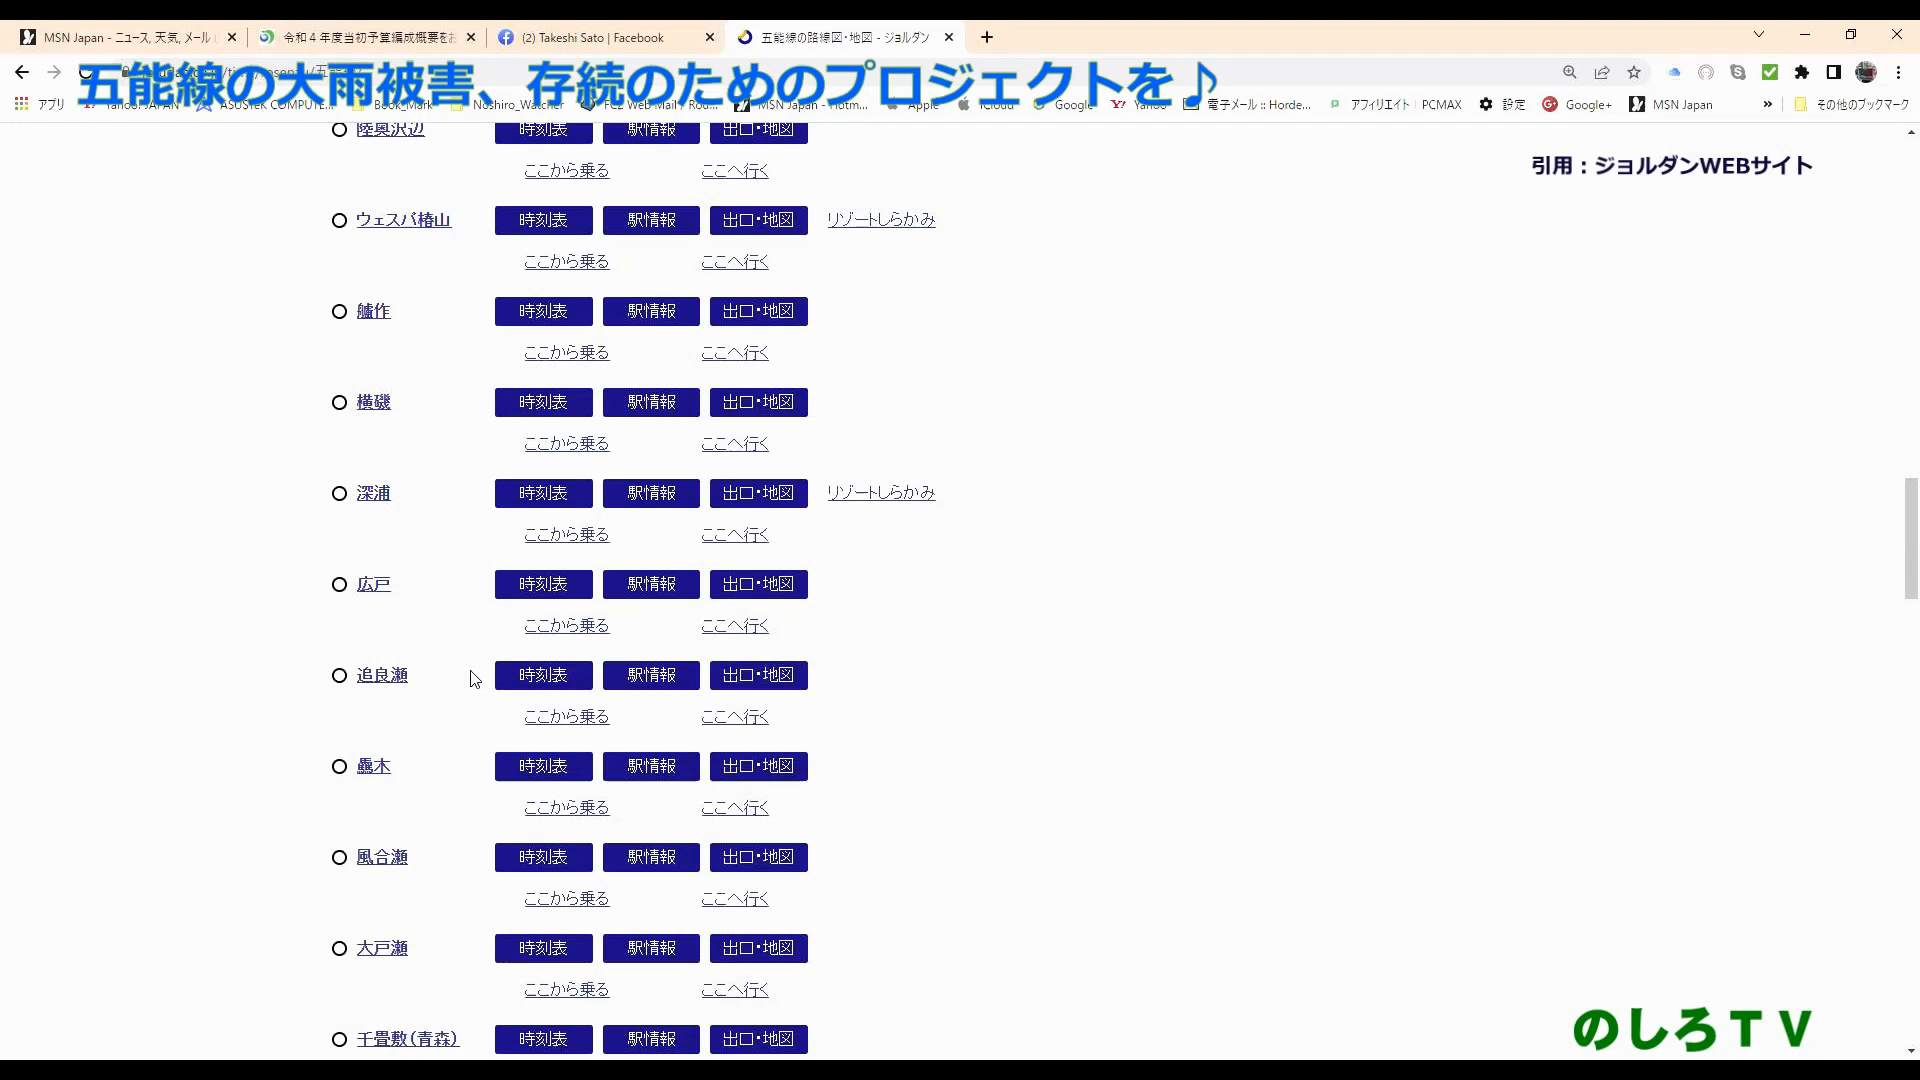 MSN Japan - ニュース, 天気, メール
令和４年度当初予算編成概要をお
(2) Takeshi Sato | Facebook
五能線の路線図・地図 - ジョルダン
五能線の大雨被害、存続のためのプロジェクトを♪
アプリ
Yahoo! JAPAN
ASUSTeK COMPUTE...
Book_Mark
Noshiro_Watcher
FC2 Web Mail / Rou...
MSN Japan - Hotm...
Apple
iCloud
Google
Yahoo
電子メール :: Horde...
アフィリエイト｜PCMAX
設定
Google+
MSN Japan
»
その他のブックマーク
引用：ジョルダンWEBサイト
陸奥沢辺 時刻表 駅情報 出口・地図
ここから乗る ここへ行く
ウェスパ椿山 時刻表 駅情報 出口・地図 リゾートしらかみ
ここから乗る ここへ行く
艫作 時刻表 駅情報 出口・地図
ここから乗る ここへ行く
横磯 時刻表 駅情報 出口・地図
ここから乗る ここへ行く
深浦 時刻表 駅情報 出口・地図 リゾートしらかみ
ここから乗る ここへ行く
広戸 時刻表 駅情報 出口・地図
ここから乗る ここへ行く
追良瀬 時刻表 駅情報 出口・地図
ここから乗る ここへ行く
驫木 時刻表 駅情報 出口・地図
ここから乗る ここへ行く
風合瀬 時刻表 駅情報 出口・地図
ここから乗る ここへ行く
大戸瀬 時刻表 駅情報 出口・地図
ここから乗る ここへ行く
千畳敷（青森） 時刻表 駅情報 出口・地図
のしろＴＶ